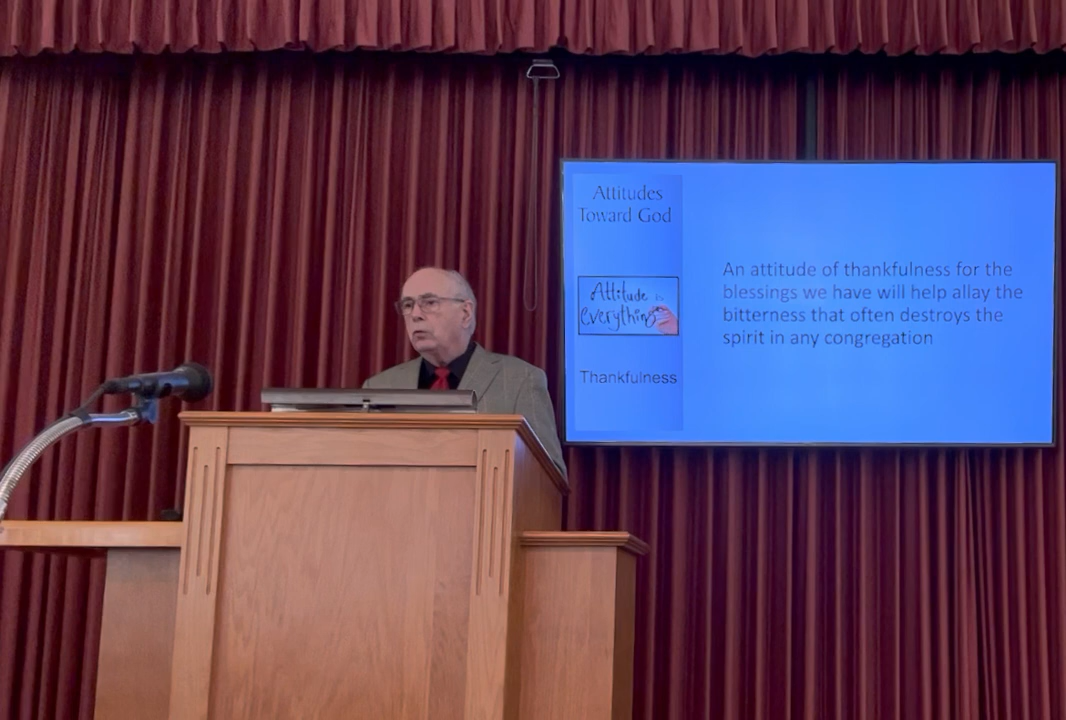 Attitudes
Toward God
Attitude is
everything
Thankfulness
An attitude of thankfulness for the
blessings we have will help allay the
bitterness that often destroys the
spirit in any congregation